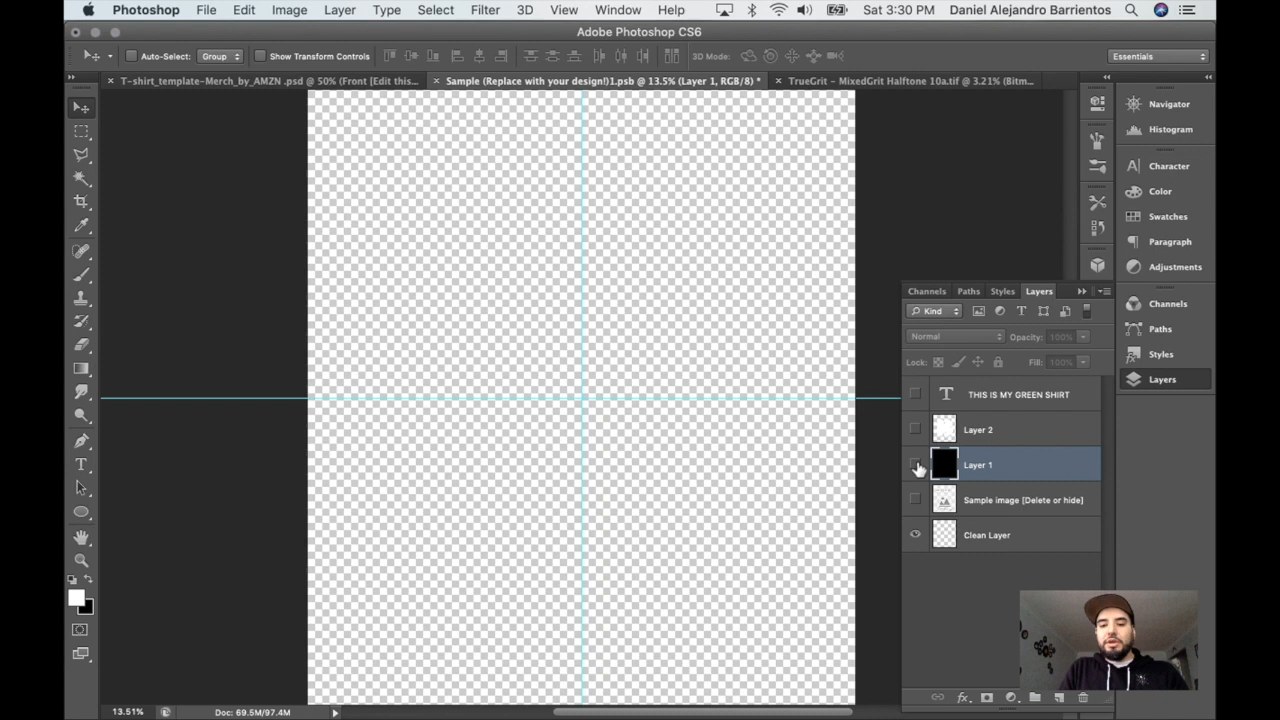 Photoshop File Edit Image Layer Type Select Filter 3D View Window Help Sat 3:30 PM Daniel Alejandro Barrientos
Adobe Photoshop CS6
Auto-Select: Group Show Transform Controls 3D Mode: Essentials
T-shirt_template-Merch_by_AMZN .psd @ 50% (Front [Edit this... Sample (Replace with your design!)1.psb @ 13.5% (Layer 1, RGB/8) * TrueGrit - MixedGrit Halftone 10a.tif @ 3.21% (Bitm...
Navigator
Histogram
Character
Color
Swatches
Paragraph
Adjustments
Channels
Paths
Styles
Layers
Channels Paths Styles Layers
Kind
Normal Opacity: 100%
Lock: Fill: 100%
THIS IS MY GREEN SHIRT
Layer 2
Layer 1
Sample image [Delete or hide]
Clean Layer
13.51% Doc: 69.5M/97.4M